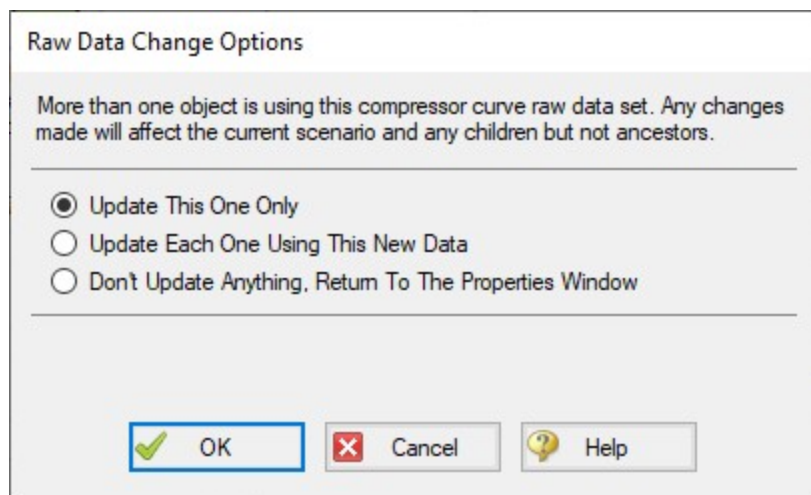 Raw Data Change Options
More than one object is using this compressor curve raw data set. Any changes
made will affect the current scenario and any children but not ancestors.
Update This One Only
Update Each One Using This New Data
Don't Update Anything, Return To The Properties Window
OK Cancel Help